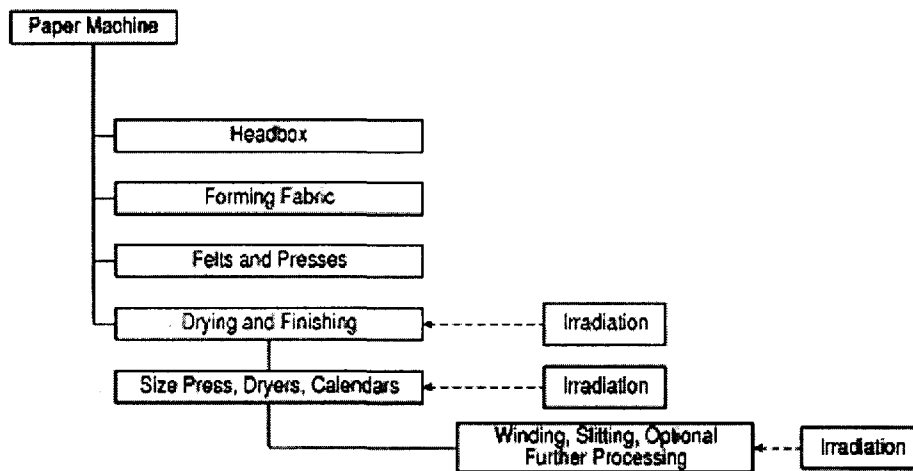 Paper Machine
Headbox
Forming Fabric
Felts and Presses
Drying and Finishing
Irradiation
Size Press, Dryers, Calendars
Irradiation
Winding, Slitting, Optional
Further Processing
Irradiation